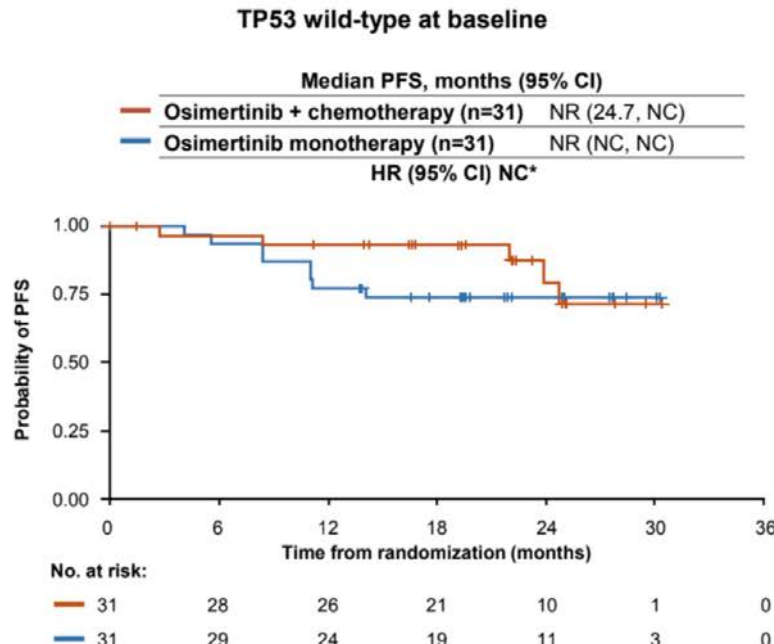 TP53 wild-type at baseline
Median PFS, months (95% CI)
Osimertinib + chemotherapy (n=31) NR (24.7, NC)
Osimertinib monotherapy (n=31) NR (NC, NC)
HR (95% CI) NC*
1.00
0.75
0.50
0.25
0.00
Probability of PFS
0 6 12 18 24 30 36
Time from randomization (months)
No. at risk:
31 28 26 21 10 1 0
31 29 24 19 11 3 0